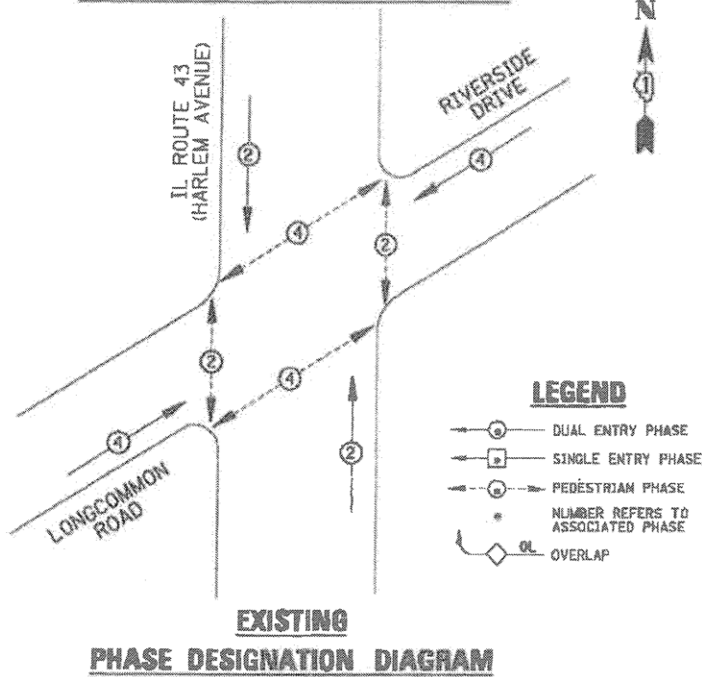 N
IL ROUTE 43
(HARLEM AVENUE)
RIVERSIDE
DRIVE
2
4
4
2
2
4
4
2
LONGCOMMON
ROAD
LEGEND
DUAL ENTRY PHASE
SINGLE ENTRY PHASE
PEDESTRIAN PHASE
* NUMBER REFERS TO
ASSOCIATED PHASE
OL OVERLAP
EXISTING
PHASE DESIGNATION DIAGRAM